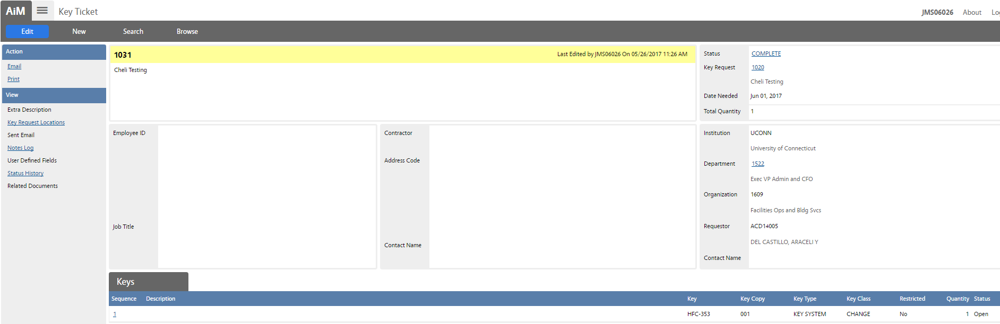 AiM Key Ticket JMS06026 About
Edit New Search Browse
Action
Email
Print
View
Extra Description
Key Request Locations
Sent Email
Notes Log
User Defined Fields
Status History
Related Documents
1031 Last Edited by JMS06026 On 05/26/2017 11:26 AM
Cheli Testing
Status COMPLETE
Key Request 1020
Cheli Testing
Date Needed Jun 01, 2017
Total Quantity 1
Employee ID
Job Title
Contractor
Address Code
Contact Name
Institution UCONN
University of Connecticut
Department 1522
Exec VP Admin and CFO
Organization 1609
Facilities Ops and Bldg Svcs
Requestor ACD14005
DEL CASTILLO, ARACELI Y
Contact Name
Keys
Sequence Description Key Key Copy Key Type Key Class Restricted Quantity Status
1 HFC-353 001 KEY SYSTEM CHANGE No 1 Open